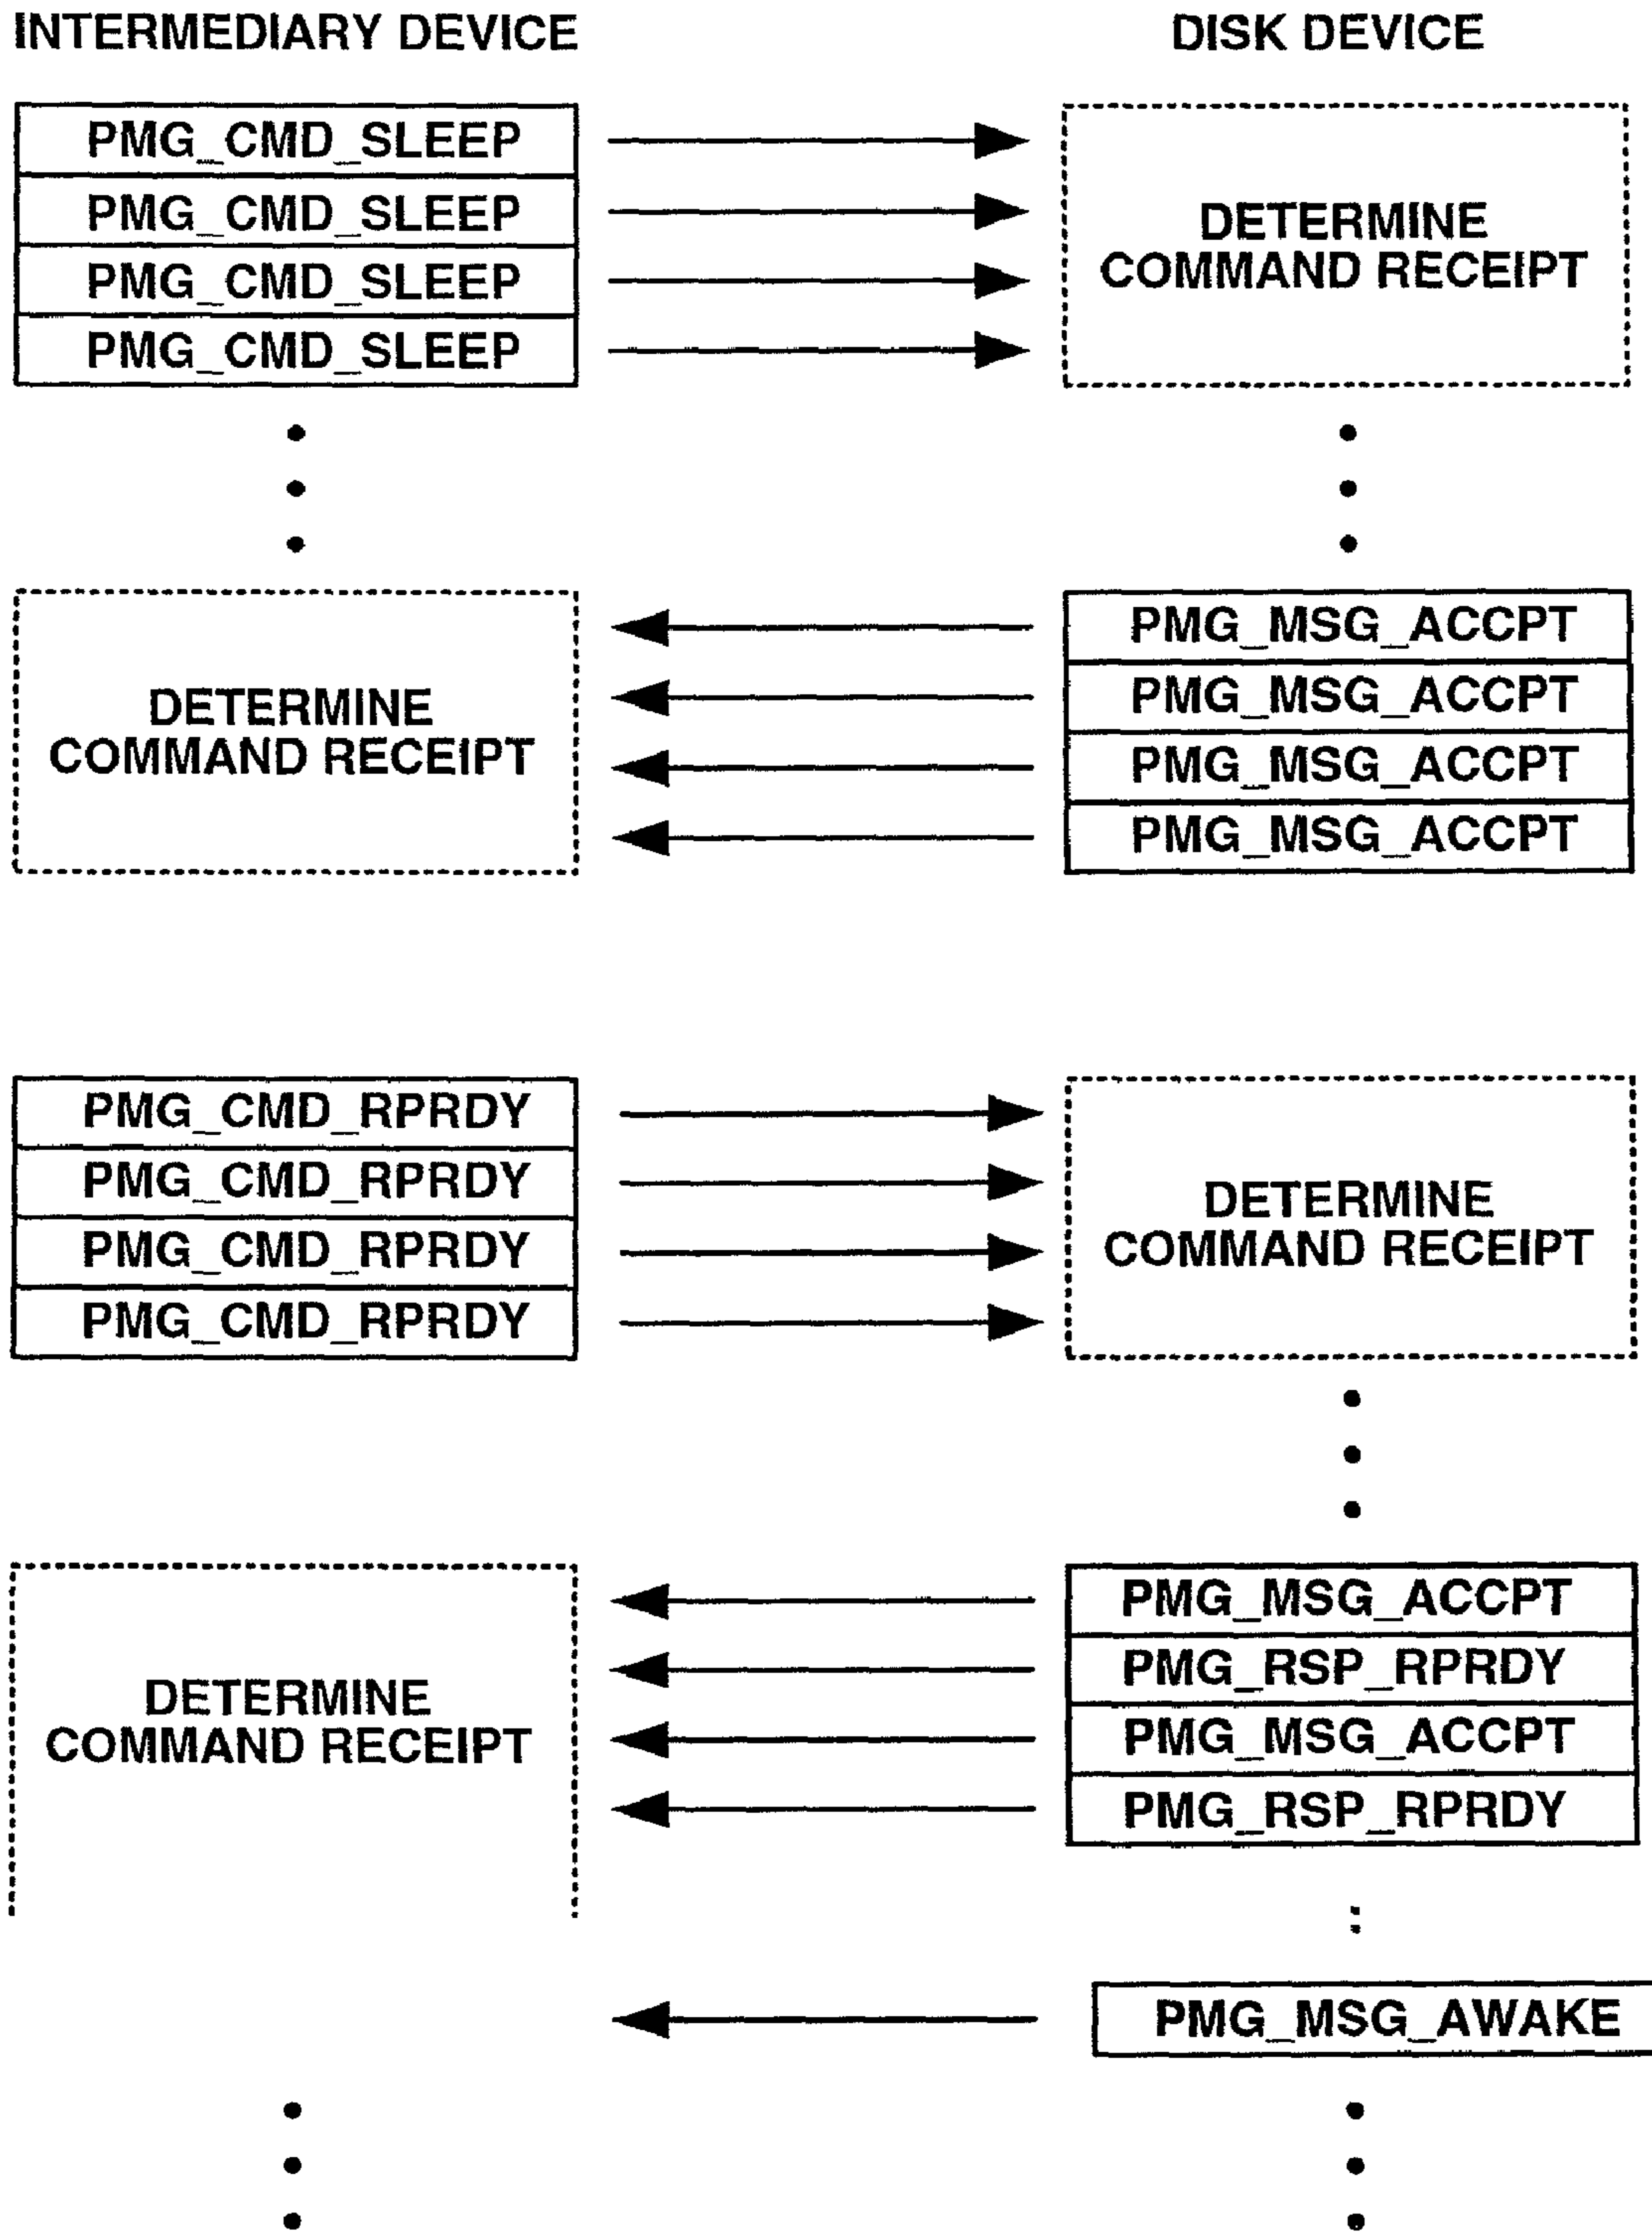 INTERMEDIARY DEVICE
DISK DEVICE
PMG_CMD_SLEEP
PMG_CMD_SLEEP
PMG_CMD_SLEEP
PMG_CMD_SLEEP
DETERMINE
COMMAND RECEIPT
DETERMINE
COMMAND RECEIPT
PMG_MSG_ACCPT
PMG_MSG_ACCPT
PMG_MSG_ACCPT
PMG_MSG_ACCPT
PMG_CMD_RPRDY
PMG_CMD_RPRDY
PMG_CMD_RPRDY
PMG_CMD_RPRDY
DETERMINE
COMMAND RECEIPT
DETERMINE
COMMAND RECEIPT
PMG_MSG_ACCPT
PMG_RSP_RPRDY
PMG_MSG_ACCPT
PMG_RSP_RPRDY
PMG_MSG_AWAKE